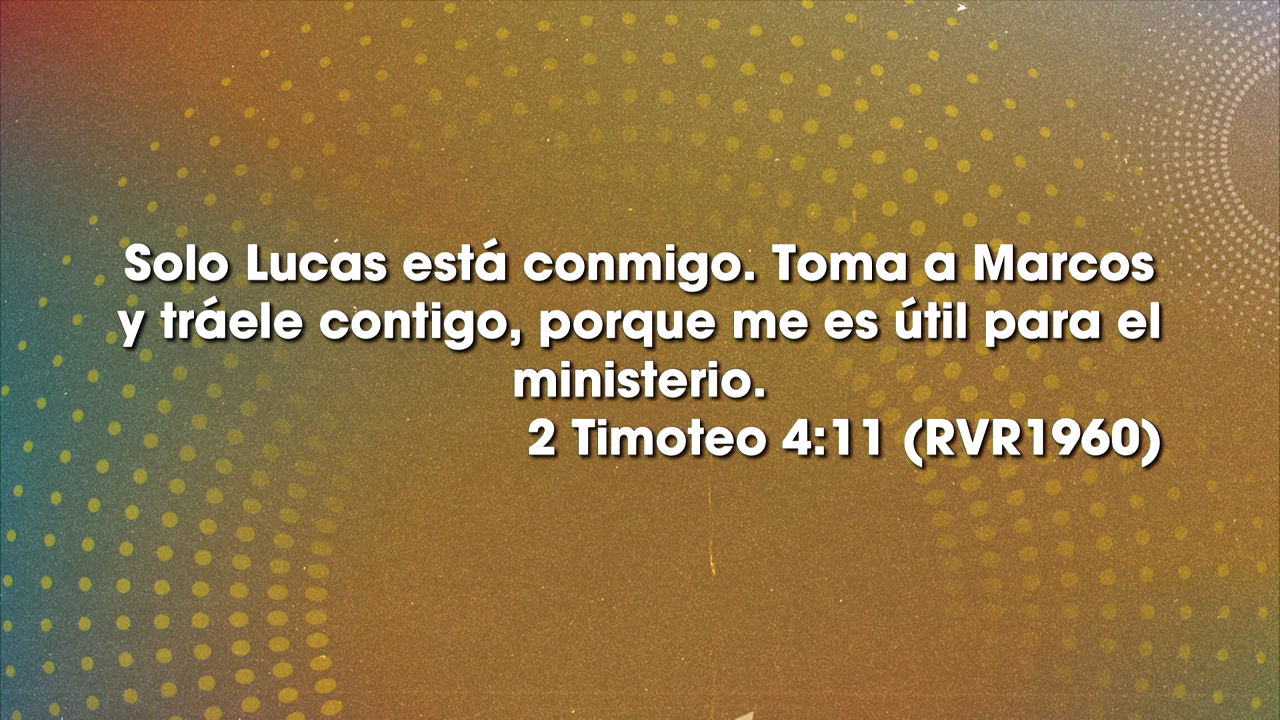 Solo Lucas está conmigo. Toma a Marcos
y tráele contigo, porque me es útil para el
ministerio.
2 Timoteo 4:11 (RVR1960)